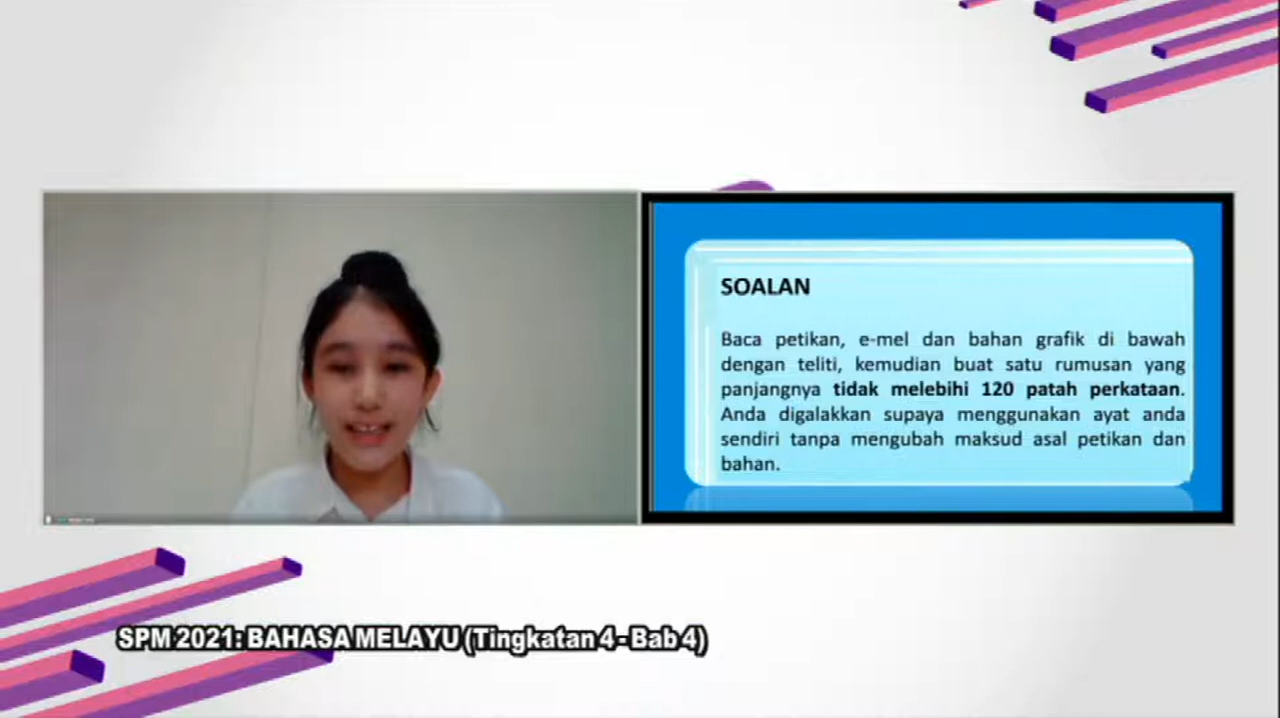 SOALAN
Baca petikan, e-mel dan bahan grafik di bawah
dengan teliti, kemudian buat satu rumusan yang
panjangnya tidak melebihi 120 patah perkataan.
Anda digalakkan supaya menggunakan ayat anda
sendiri tanpa mengubah maksud asal petikan dan
bahan.
SPM 2021: BAHASA MELAYU (Tingkatan 4 - Bab 4)